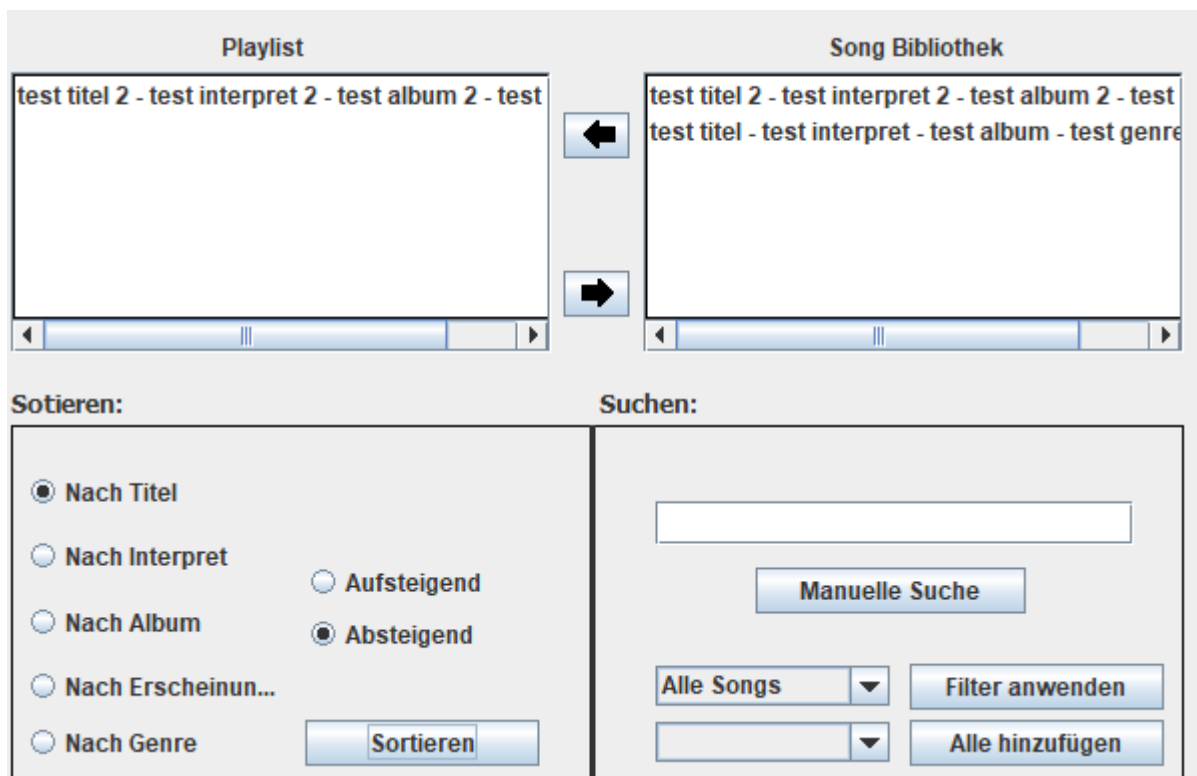 Playlist
Song Bibliothek
test titel 2 - test interpret 2 - test album 2 - test
test titel 2 - test interpret 2 - test album 2 - test
test titel - test interpret - test album - test genre
Sotieren:
Suchen:
Nach Titel
Nach Interpret
Aufsteigend
Manuelle Suche
Nach Album
Absteigend
Nach Erscheinun...
Alle Songs
Filter anwenden
Nach Genre
Sortieren
Alle hinzufügen